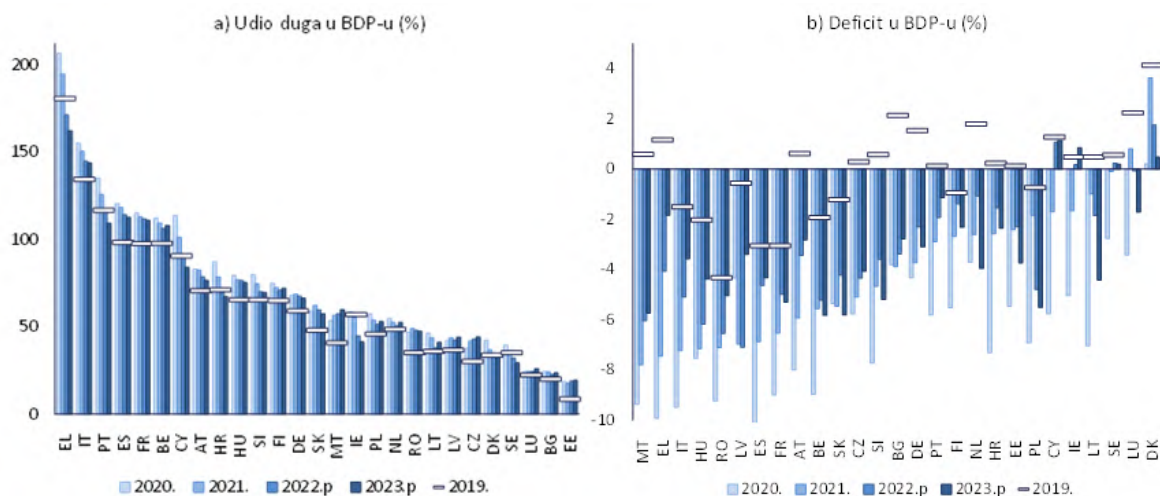 a) Udio duga u BDP-u (%)
200
150
100
50
0
EL IT PT ES FR BE CY AT HR HU SI FI DE SK MT IE PL NL RO LT LV CZ DK SE LU BG EE
2020. 2021. 2022.p 2023.p 2019.
b) Deficit u BDP-u (%)
4
2
0
-2
-4
-6
-8
-10
MT EL IT HU RO LV ES FR AT BE SK CZ SI BG DE PT FI NL HR EE PL CY IE LT SE LU DK
2020. 2021. 2022.p 2023.p 2019.